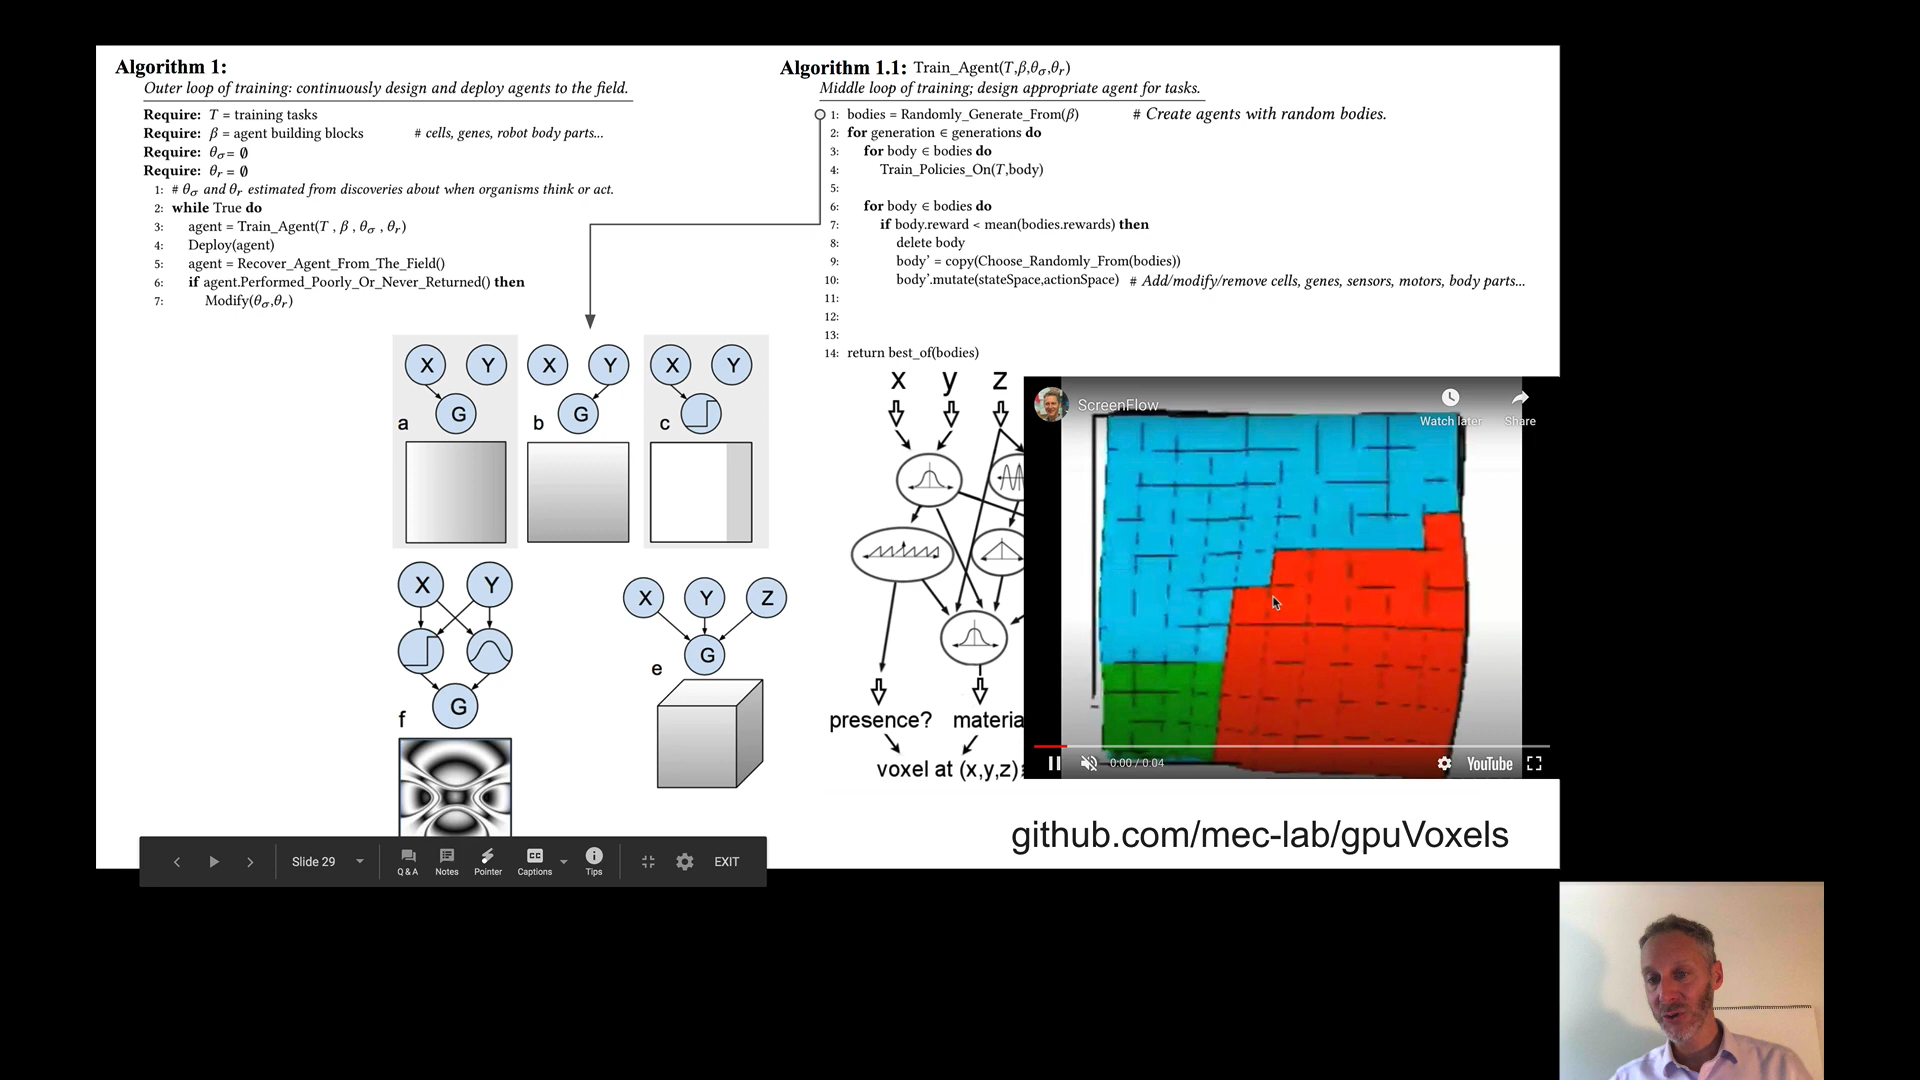 Algorithm 1:
Outer loop of training: continuously design and deploy agents to the field.
Require: T = training tasks
Require: β = agent building blocks # cells, genes, robot body parts...
Require: θσ = ∅
Require: θr = ∅
1: # θσ and θr estimated from discoveries about when organisms think or act.
2: while True do
3: agent = Train_Agent(T , β , θσ , θr)
4: Deploy(agent)
5: agent = Recover_Agent_From_The_Field()
6: if agent.Performed_Poorly_Or_Never_Returned() then
7: Modify(θσ,θr)
Algorithm 1.1: Train_Agent(T,β,θσ,θr)
Middle loop of training; design appropriate agent for tasks.
1: bodies = Randomly_Generate_From(β) # Create agents with random bodies.
2: for generation ∈ generations do
3: for body ∈ bodies do
4: Train_Policies_On(T,body)
5:
6: for body ∈ bodies do
7: if body.reward < mean(bodies.rewards) then
8: delete body
9: body' = copy(Choose_Randomly_From(bodies))
10: body'.mutate(stateSpace,actionSpace) # Add/modify/remove cells, genes, sensors, motors, body parts...
11:
12:
13:
14: return best_of(bodies)
X Y X Y X Y
G G
a b c
X Y
G
f
X Y Z
G
e
x y z
presence? materia
voxel at (x,y,z)
ScreenFlow
Watch later Share
0:00 / 0:04
YouTube
github.com/mec-lab/gpuVoxels
Slide 29
Q & A Notes Pointer CC Captions Tips EXIT